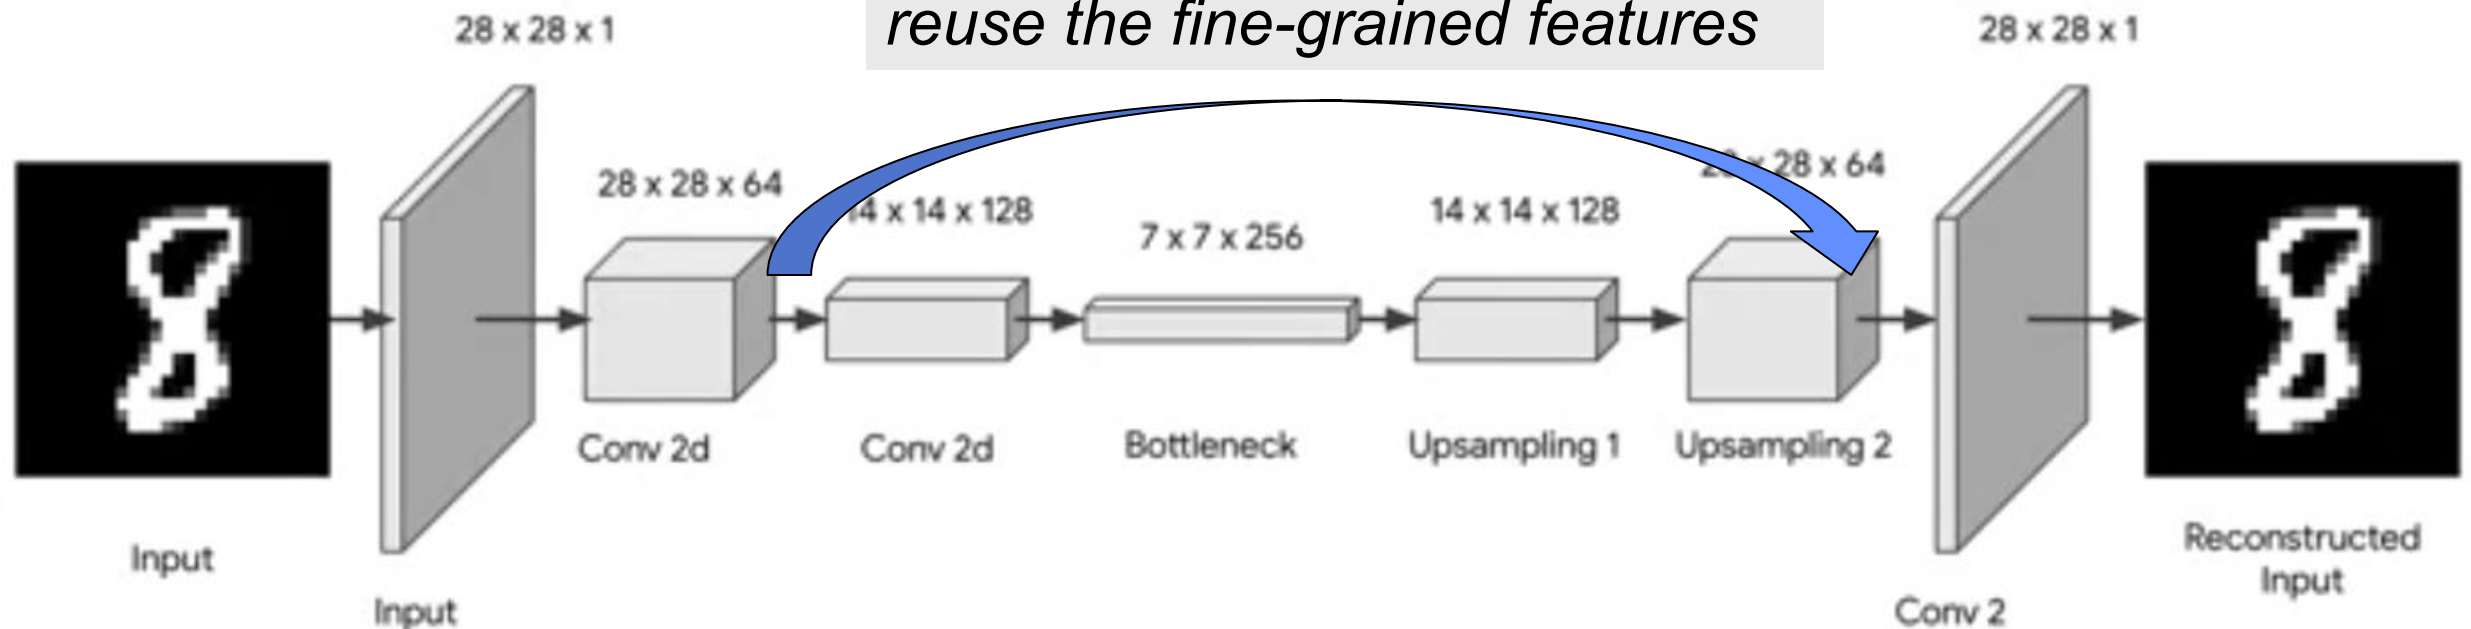 reuse the fine-grained features
28 x 28 x 1
28 x 28 x 1
28 x 28 x 64
14 x 14 x 128
7 x 7 x 256
14 x 14 x 128
28 x 28 x 64
Conv 2d
Conv 2d
Bottleneck
Upsampling 1
Upsampling 2
Input
Input
Conv 2
Reconstructed
Input